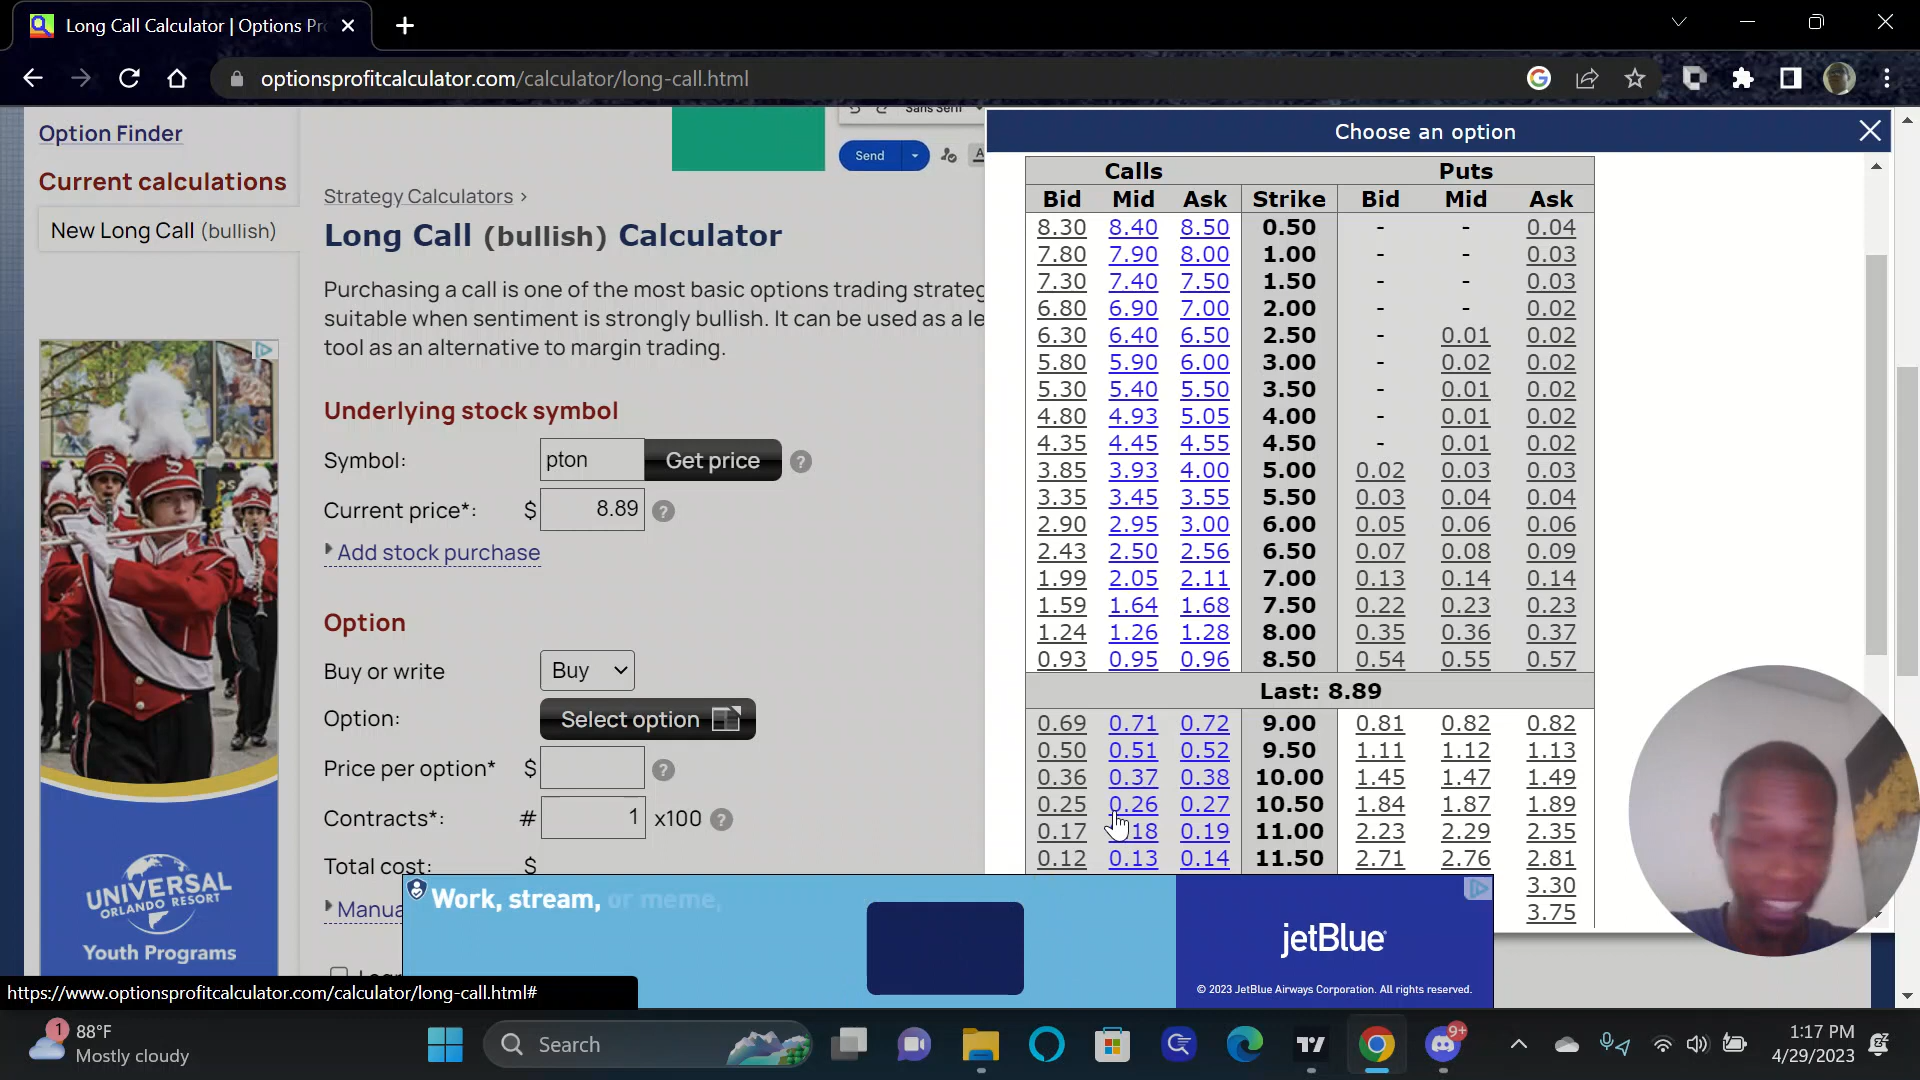 Long Call Calculator | Options Pr
optionsprofitcalculator.com/calculator/long-call.html
Option Finder
Current calculations
New Long Call (bullish)
Sans Serif
Send
Strategy Calculators ›
Long Call (bullish) Calculator
Purchasing a call is one of the most basic options trading strateg
suitable when sentiment is strongly bullish. It can be used as a le
tool as an alternative to margin trading.
Underlying stock symbol
Symbol: pton Get price ?
Current price*: $ 8.89 ?
Add stock purchase
Option
Buy or write Buy
Option: Select option
Price per option* $ ?
Contracts*: # 1 x100 ?
Total cost: $
Manua
Choose an option
Calls Puts
Bid Mid Ask Strike Bid Mid Ask
8.30 8.40 8.50 0.50 - - 0.04
7.80 7.90 8.00 1.00 - - 0.03
7.30 7.40 7.50 1.50 - - 0.03
6.80 6.90 7.00 2.00 - - 0.02
6.30 6.40 6.50 2.50 - 0.01 0.02
5.80 5.90 6.00 3.00 - 0.02 0.02
5.30 5.40 5.50 3.50 - 0.01 0.02
4.80 4.93 5.05 4.00 - 0.01 0.02
4.35 4.45 4.55 4.50 - 0.01 0.02
3.85 3.93 4.00 5.00 0.02 0.03 0.03
3.35 3.45 3.55 5.50 0.03 0.04 0.04
2.90 2.95 3.00 6.00 0.05 0.06 0.06
2.43 2.50 2.56 6.50 0.07 0.08 0.09
1.99 2.05 2.11 7.00 0.13 0.14 0.14
1.59 1.64 1.68 7.50 0.22 0.23 0.23
1.24 1.26 1.28 8.00 0.35 0.36 0.37
0.93 0.95 0.96 8.50 0.54 0.55 0.57
Last: 8.89
0.69 0.71 0.72 9.00 0.81 0.82 0.82
0.50 0.51 0.52 9.50 1.11 1.12 1.13
0.36 0.37 0.38 10.00 1.45 1.47 1.49
0.25 0.26 0.27 10.50 1.84 1.87 1.89
0.17 18 0.19 11.00 2.23 2.29 2.35
0.12 0.13 0.14 11.50 2.71 2.76 2.81
3.30
3.75
UNIVERSAL
ORLANDO RESORT
Youth Programs
Work, stream, or meme,
jetBlue
© 2023 JetBlue Airways Corporation. All rights reserved.
https://www.optionsprofitcalculator.com/calculator/long-call.html#
1
88°F
Mostly cloudy
Search
9+
1:17 PM
4/29/2023